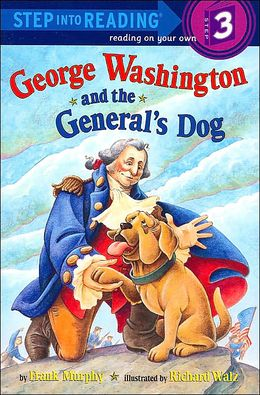 STEP INTO READING®
reading on your own
STEP 3
George Washington
and the
General's Dog
by Frank Murphy illustrated by Richard Walz